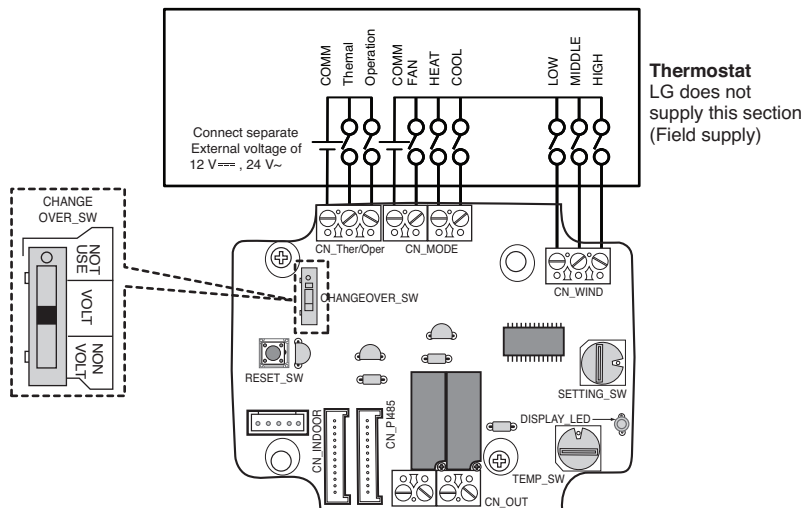 COMM
Thermal
Operation
COMM
FAN
HEAT
COOL
LOW
MIDDLE
HIGH
Thermostat
LG does not
supply this section
(Field supply)
Connect separate
External voltage of
12 V⎓ , 24 V~
CHANGE
OVER_SW
NOT
USE
VOLT
NON
VOLT
CN_Ther/Oper
CN_MODE
CN_WIND
CHANGEOVER_SW
RESET_SW
SETTING_SW
DISPLAY_LED
CN_INDOOR
CN_PI485
TEMP_SW
CN_OUT